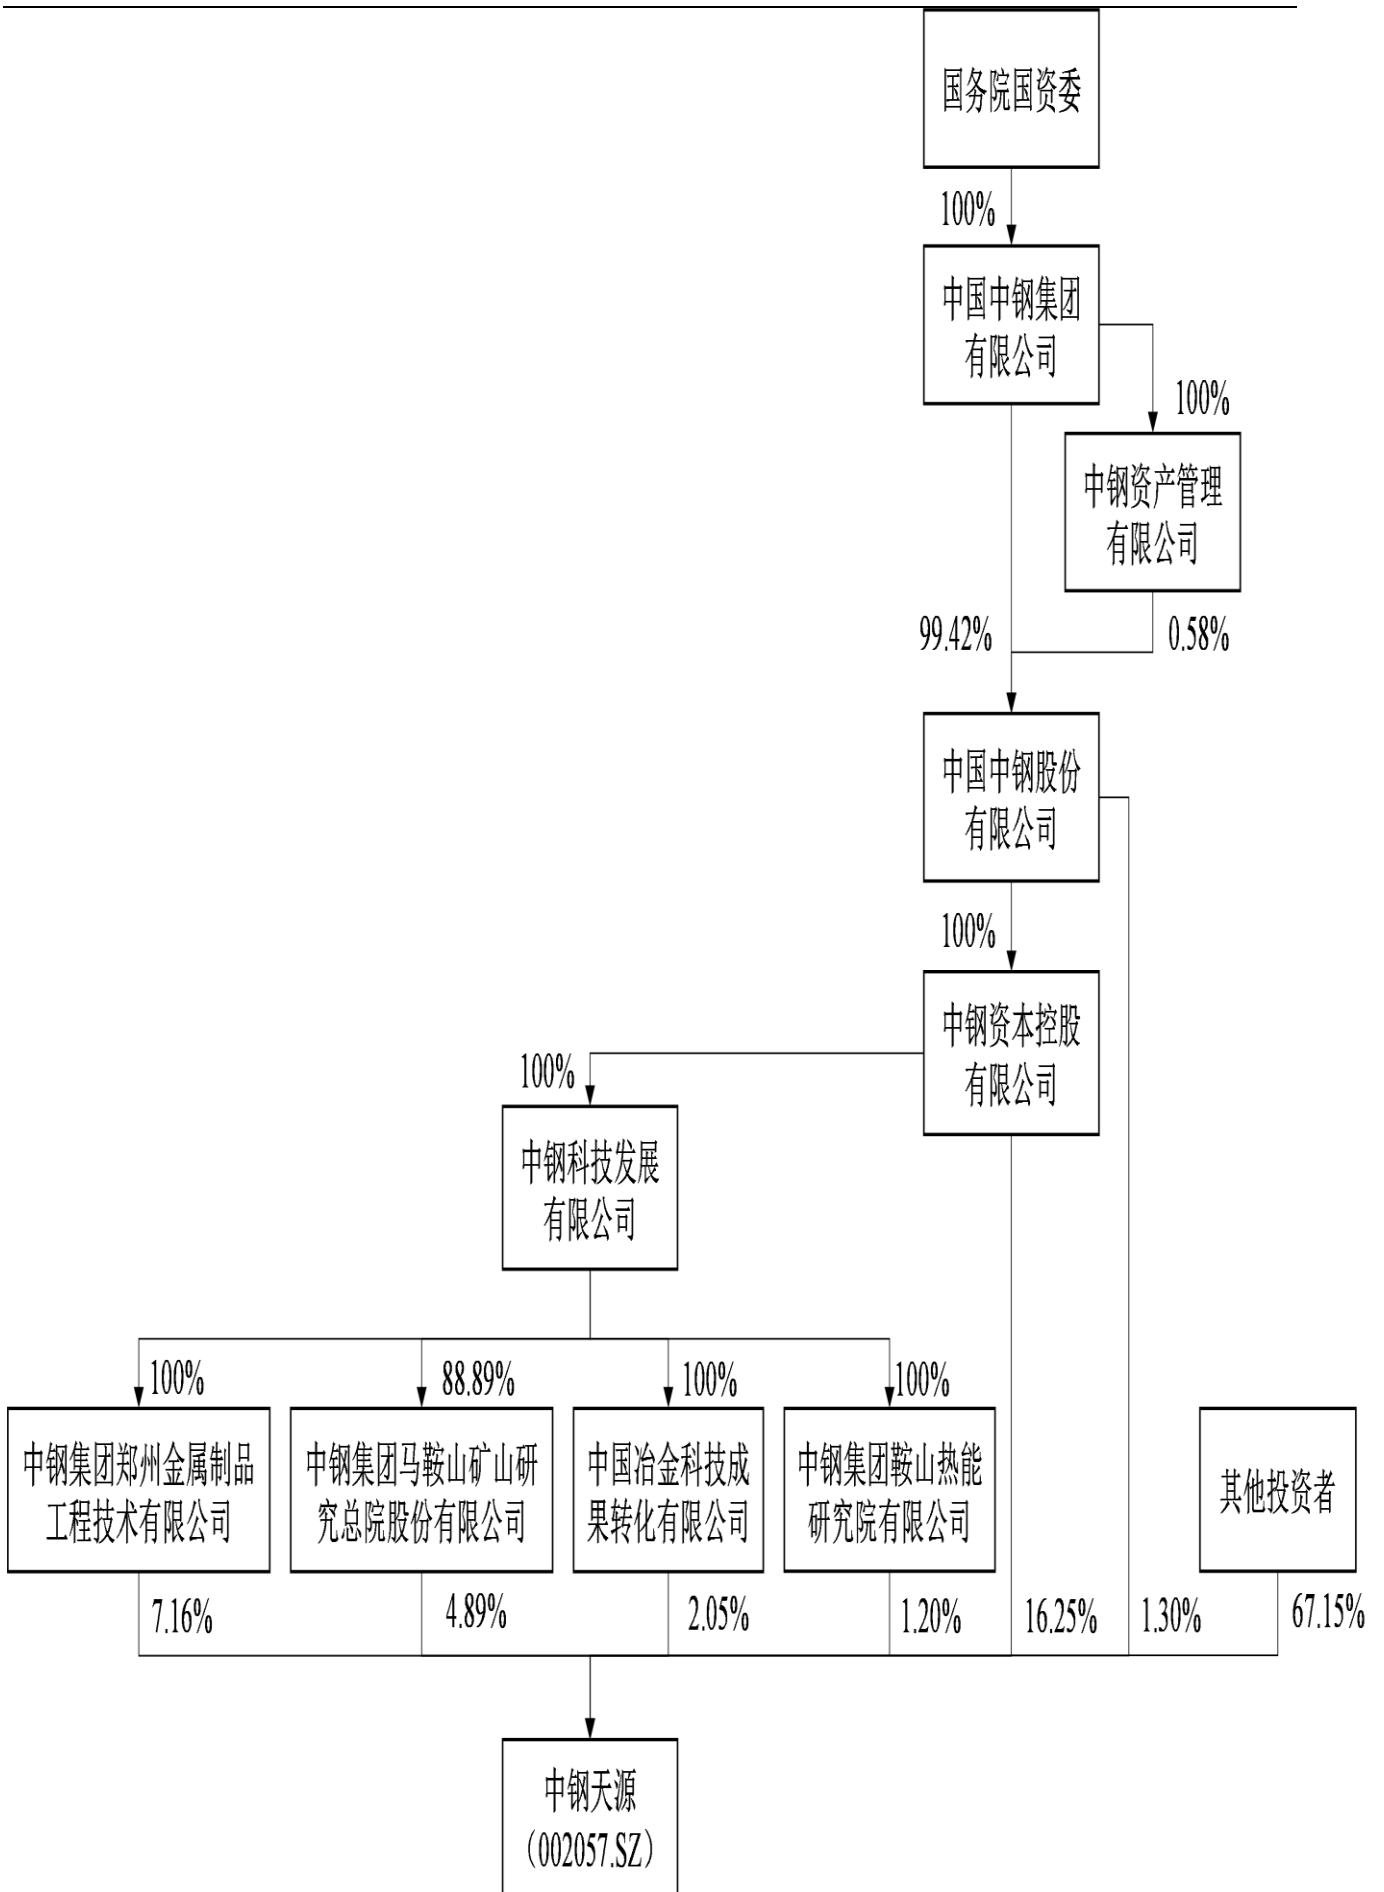 国务院国资委
100%
中国中钢集团
有限公司
100%
中钢资产管理
有限公司
99.42%
0.58%
中国中钢股份
有限公司
100%
中钢资本控股
有限公司
100%
中钢科技发展
有限公司
100%
88.89%
100%
100%
中钢集团郑州金属制品
工程技术有限公司
中钢集团马鞍山矿山研
究总院股份有限公司
中国冶金科技成
果转化有限公司
中钢集团鞍山热能
研究院有限公司
其他投资者
7.16%
4.89%
2.05%
1.20%
16.25%
1.30%
67.15%
中钢天源
（002057.SZ）